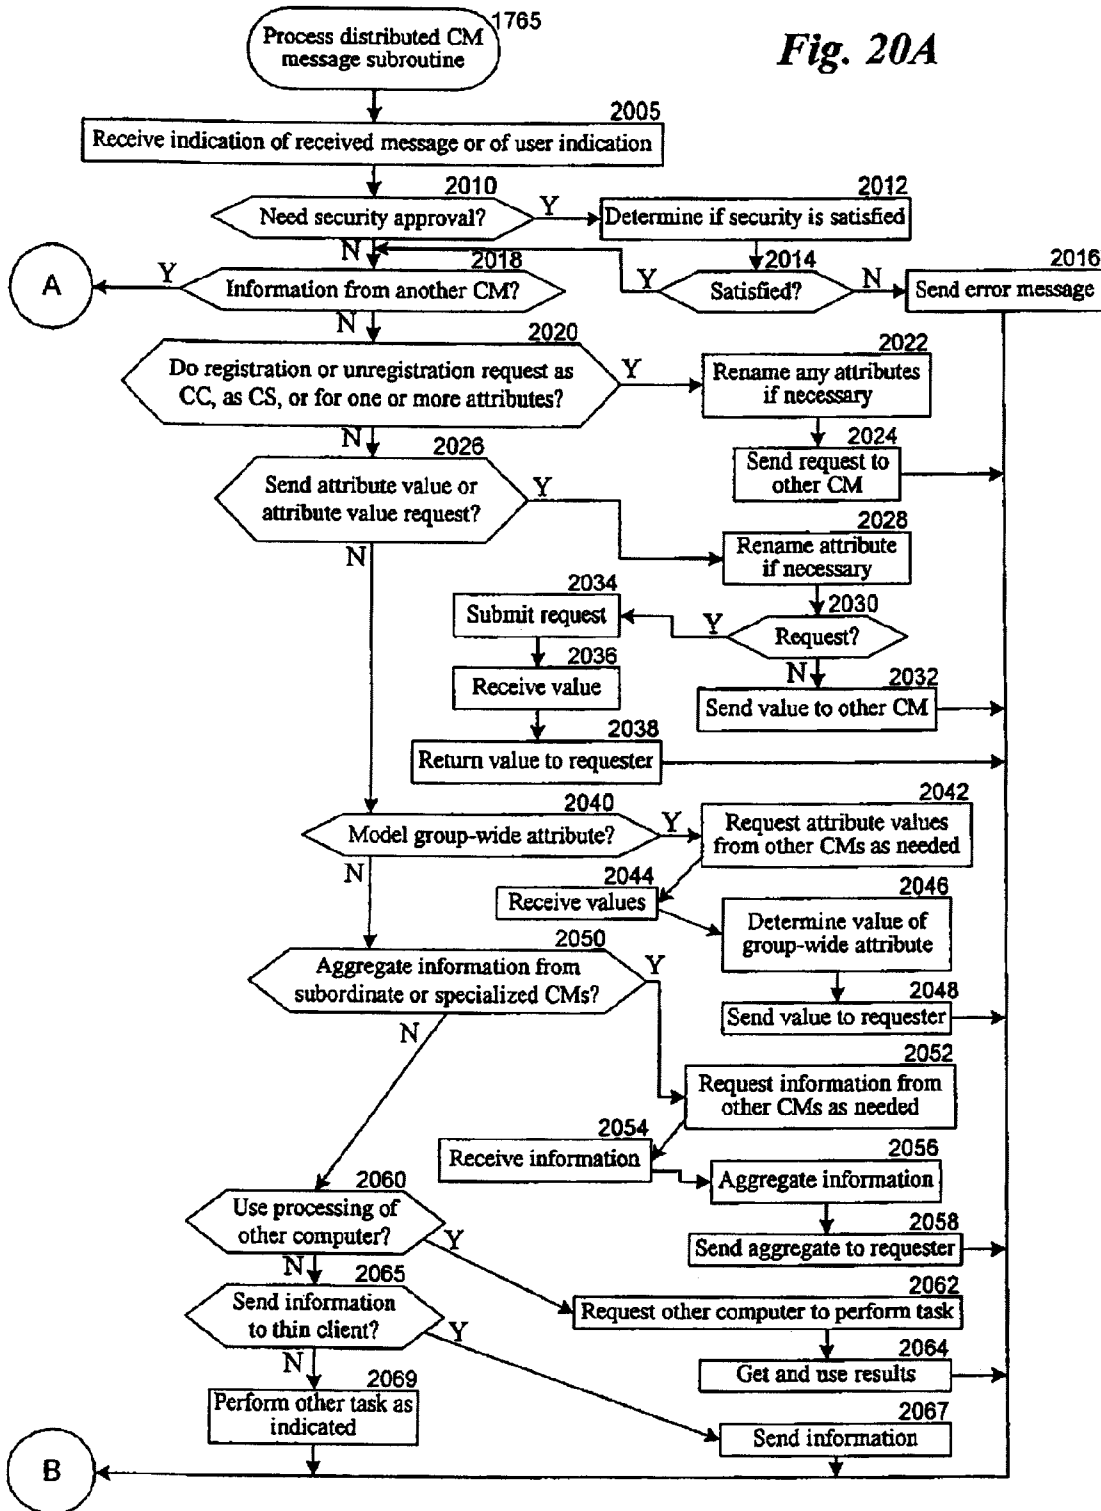 1765
Fig. 20A
Process distributed CM
message subroutine
2005
Receive indication of received message or of user indication
2010
Need security approval?
Y
2012
Determine if security is satisfied
N
A
Y
2018
Information from another CM?
Y
2014
Satisfied?
N
2016
Send error message
N
2020
Do registration or unregistration request as
CC, as CS, or for one or more attributes?
Y
2022
Rename any attributes
if necessary
N
2024
Send request to
other CM
2026
Send attribute value or
attribute value request?
Y
N
2028
Rename attribute
if necessary
2034
Submit request
Y
2030
Request?
2036
Receive value
N
2032
Send value to other CM
2038
Return value to requester
2040
Model group-wide attribute?
Y
2042
Request attribute values
from other CMs as needed
N
2044
Receive values
2046
Determine value of
group-wide attribute
2050
Aggregate information from
subordinate or specialized CMs?
Y
2048
Send value to requester
N
2052
Request information from
other CMs as needed
2054
Receive information
2056
Aggregate information
2060
Use processing of
other computer?
Y
2058
Send aggregate to requester
N
2065
Send information
to thin client?
Y
2062
Request other computer to perform task
N
2064
Get and use results
2069
Perform other task as
indicated
2067
Send information
B